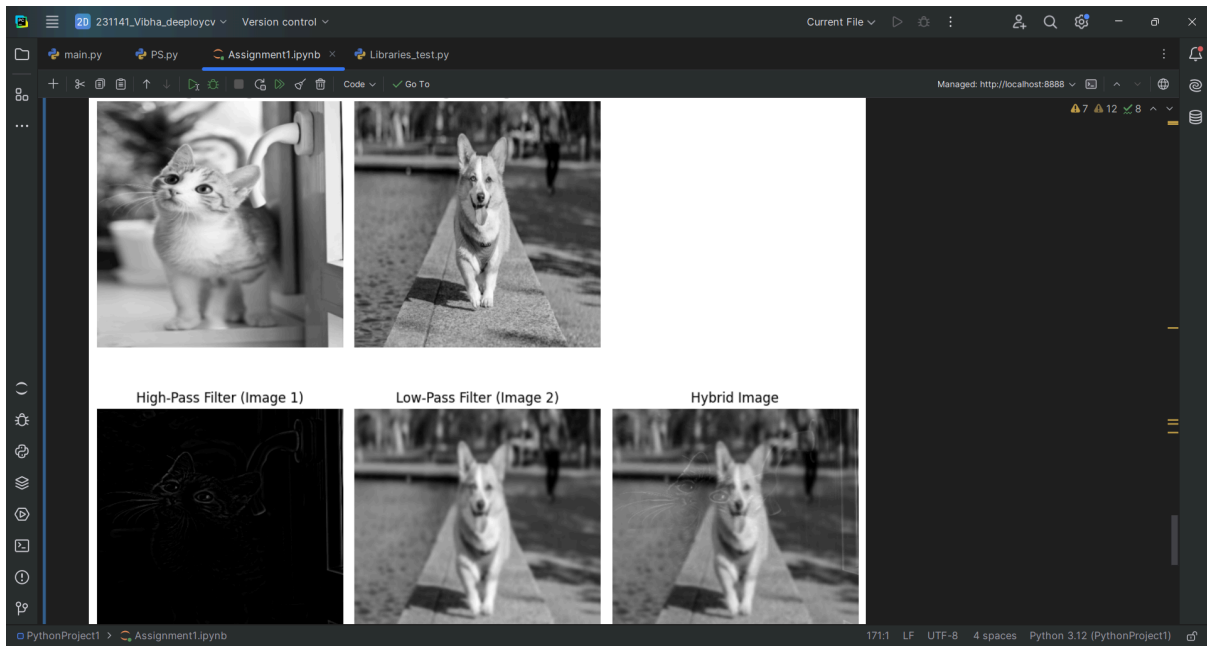 PC 2D 231141_Vibha_deeploycv Version control Current File
main.py PS.py Assignment1.ipynb Libraries_test.py
Code Go To Managed: http://localhost:8888
7 12 8
High-Pass Filter (Image 1) Low-Pass Filter (Image 2) Hybrid Image
PythonProject1 > Assignment1.ipynb 171:1 LF UTF-8 4 spaces Python 3.12 (PythonProject1)